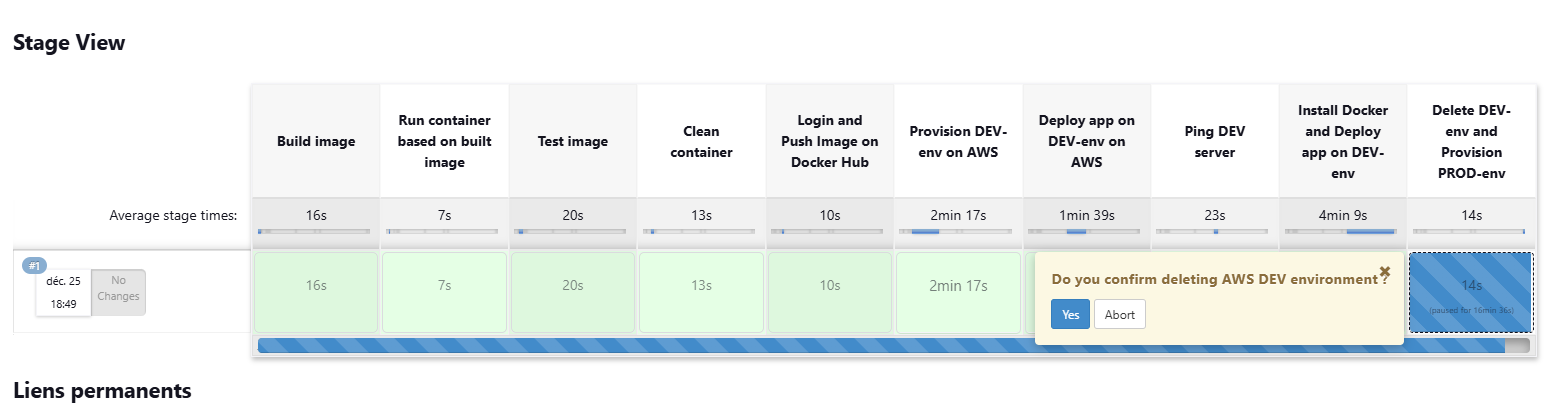 Stage View
Build image
Run container based on built image
Test image
Clean container
Login and Push Image on Docker Hub
Provision DEV-env on AWS
Deploy app on DEV-env on AWS
Ping DEV server
Install Docker and Deploy app on DEV-env
Delete DEV-env and Provision PROD-env
Average stage times:
16s
7s
20s
13s
10s
2min 17s
1min 39s
23s
4min 9s
14s
#1
déc. 25
18:49
No Changes
16s
7s
20s
13s
10s
2min 17s
Do you confirm deleting AWS DEV environment ?
Yes
Abort
14s
(paused for 16min 36s)
Liens permanents